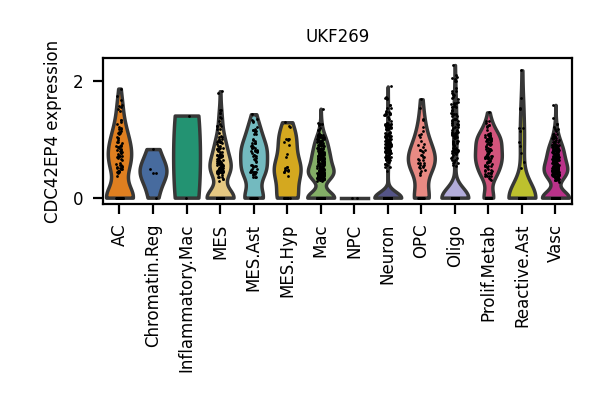 UKF269
CDC42EP4 expression
2
0
AC
Chromatin.Reg
Inflammatory.Mac
MES
MES.Ast
MES.Hyp
Mac
NPC
Neuron
OPC
Oligo
Prolif.Metab
Reactive.Ast
Vasc